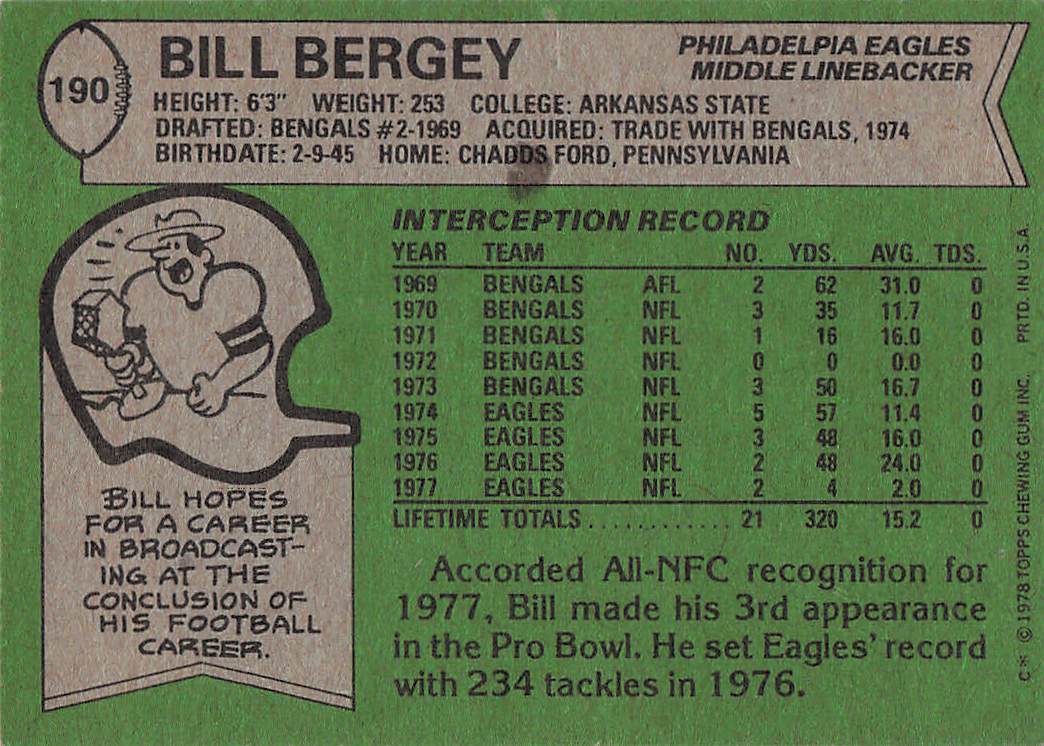 190
BILL BERGEY
PHILADELPIA EAGLES
MIDDLE LINEBACKER
HEIGHT: 6'3" WEIGHT: 253 COLLEGE: ARKANSAS STATE
DRAFTED: BENGALS #2-1969 ACQUIRED: TRADE WITH BENGALS, 1974
BIRTHDATE: 2-9-45 HOME: CHADDS FORD, PENNSYLVANIA
INTERCEPTION RECORD
YEAR TEAM NO. YDS. AVG. TDS.
1969 BENGALS AFL 2 62 31.0 0
1970 BENGALS NFL 3 35 11.7 0
1971 BENGALS NFL 1 16 16.0 0
1972 BENGALS NFL 0 0 0.0 0
1973 BENGALS NFL 3 50 16.7 0
1974 EAGLES NFL 5 57 11.4 0
1975 EAGLES NFL 3 48 16.0 0
1976 EAGLES NFL 2 48 24.0 0
1977 EAGLES NFL 2 4 2.0 0
LIFETIME TOTALS............ 21 320 15.2 0
Accorded All-NFC recognition for
1977, Bill made his 3rd appearance
in the Pro Bowl. He set Eagles' record
with 234 tackles in 1976.
BILL HOPES
FOR A CAREER
IN BROADCAST-
ING AT THE
CONCLUSION OF
HIS FOOTBALL
CAREER.
C* © 1978 TOPPS CHEWING GUM INC. PRTD. IN U.S.A.